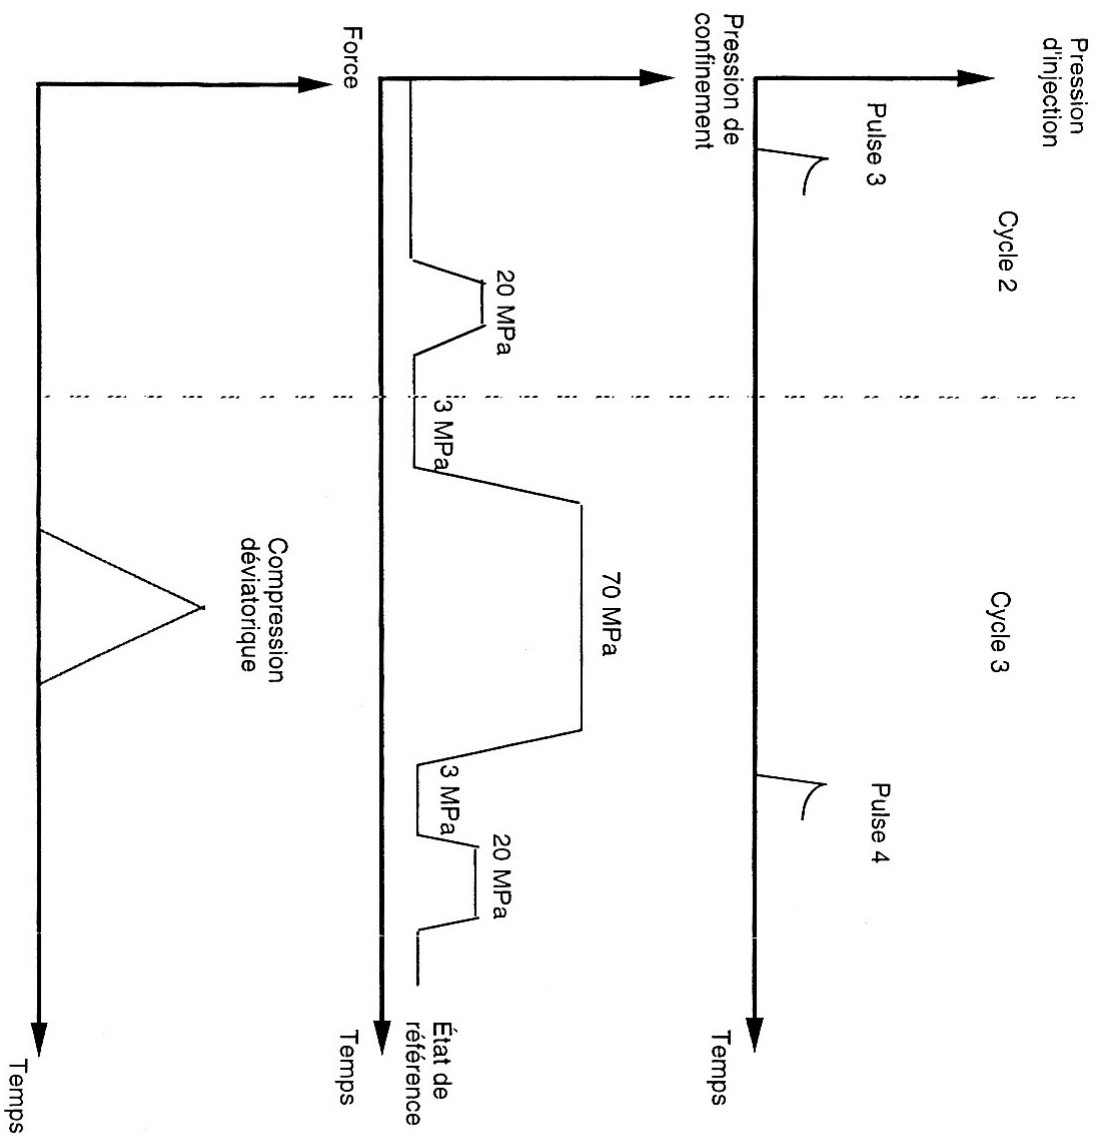 Pression
d'injection
Cycle 2
Cycle 3
Pulse 3
Pulse 4
Temps
Pression de
confinement
70 MPa
20 MPa
20 MPa
3 MPa
3 MPa
État de
référence
Temps
Force
Compression
déviatorique
Temps